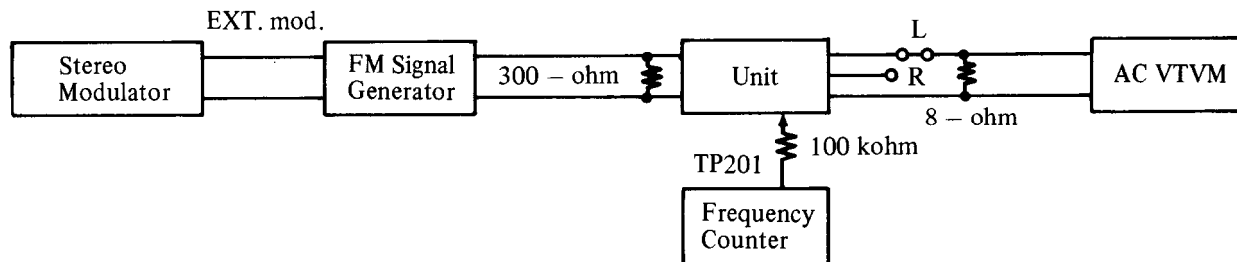 EXT. mod.
Stereo
Modulator
FM Signal
Generator
300 – ohm
Unit
L
R
8 – ohm
AC VTVM
TP201
100 kohm
Frequency
Counter